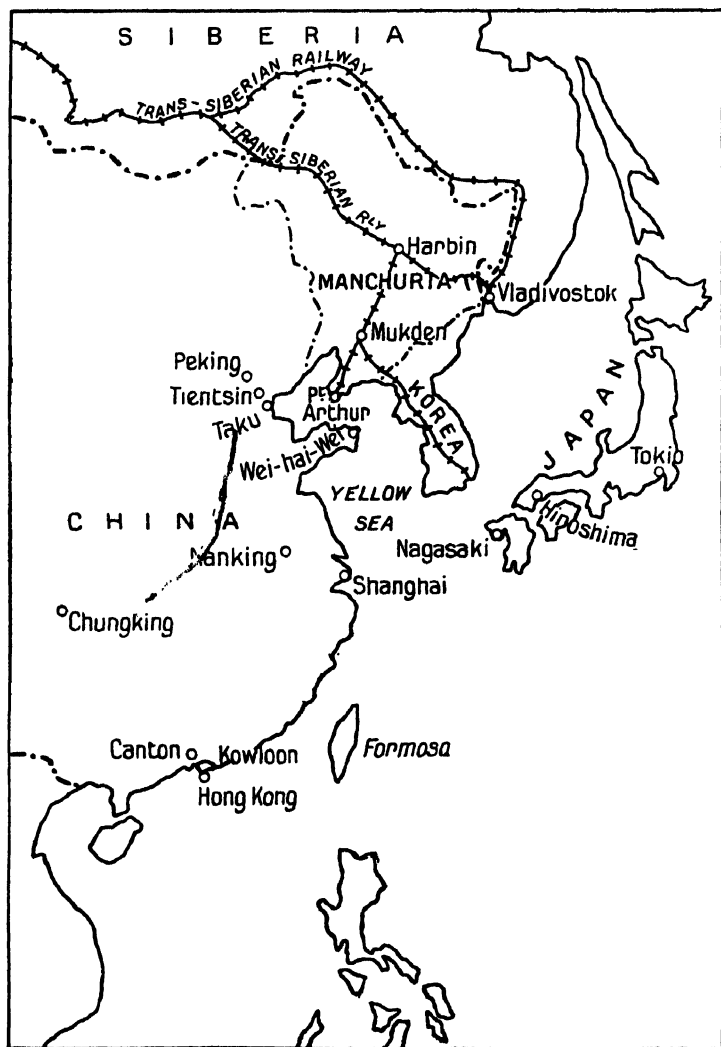 SIBERIA
TRANS-SIBERIAN RAILWAY
TRANS-SIBERIAN RLY
Harbin
MANCHURIA
Vladivostok
Mukden
Peking
Tientsin
Taku
Pt.
Arthur
KOREA
Wei-hai-Wei
JAPAN
Tokio
YELLOW
SEA
CHINA
Hiroshima
Nagasaki
Nanking
Shanghai
Chungking
Canton
Kowloon
Formosa
Hong Kong